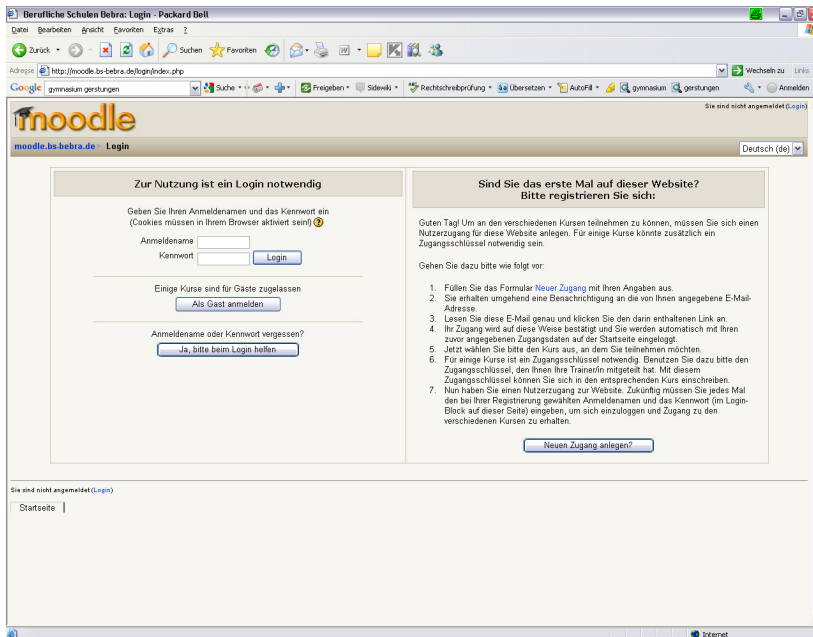 Berufliche Schulen Bebra: Login - Packard Bell
Datei Bearbeiten Ansicht Favoriten Extras ?
Zurück Suchen Favoriten
Adresse http://moodle.bs-bebra.de/login/index.php Wechseln zu Links
Google gymnasium gerstungen Suche Freigeben Sidewiki Rechtschreibprüfung Übersetzen AutoFill gymnasium gerstungen Anmelden
Sie sind nicht angemeldet (Login)
moodle
moodle.bs-bebra.de Login
Deutsch (de)
Zur Nutzung ist ein Login notwendig
Geben Sie Ihren Anmeldenamen und das Kennwort ein
(Cookies müssen in Ihrem Browser aktiviert sein!) ?
Anmeldename
Kennwort Login
Einige Kurse sind für Gäste zugelassen
Als Gast anmelden
Anmeldename oder Kennwort vergessen?
Ja, bitte beim Login helfen
Sind Sie das erste Mal auf dieser Website?
Bitte registrieren Sie sich:
Guten Tag! Um an den verschiedenen Kursen teilnehmen zu können, müssen Sie sich einen
Nutzerzugang für diese Website anlegen. Für einige Kurse könnte zusätzlich ein
Zugangsschlüssel notwendig sein.
Gehen Sie dazu bitte wie folgt vor:
1. Füllen Sie das Formular Neuer Zugang mit Ihren Angaben aus.
2. Sie erhalten umgehend eine Benachrichtigung an die von Ihnen angegebene E-Mail-
Adresse.
3. Lesen Sie diese E-Mail genau und klicken Sie den darin enthaltenen Link an.
4. Ihr Zugang wird auf diese Weise bestätigt und Sie werden automatisch mit Ihren
zuvor angegebenen Zugangsdaten auf der Startseite eingeloggt.
5. Jetzt wählen Sie bitte den Kurs aus, an dem Sie teilnehmen möchten.
6. Für einige Kurse ist ein Zugangsschlüssel notwendig. Benutzen Sie dazu bitte den
Zugangsschlüssel, den Ihnen Ihre Trainer/in mitgeteilt hat. Mit diesem
Zugangsschlüssel können Sie sich in den entsprechenden Kurs einschreiben.
7. Nun haben Sie einen Nutzerzugang zur Website. Zukünftig müssen Sie jedes Mal
den bei Ihrer Registrierung gewählten Anmeldenamen und das Kennwort (im Login-
Block auf dieser Seite) eingeben, um sich einzuloggen und Zugang zu den
verschiedenen Kursen zu erhalten.
Neuen Zugang anlegen?
Sie sind nicht angemeldet (Login)
Startseite
Internet